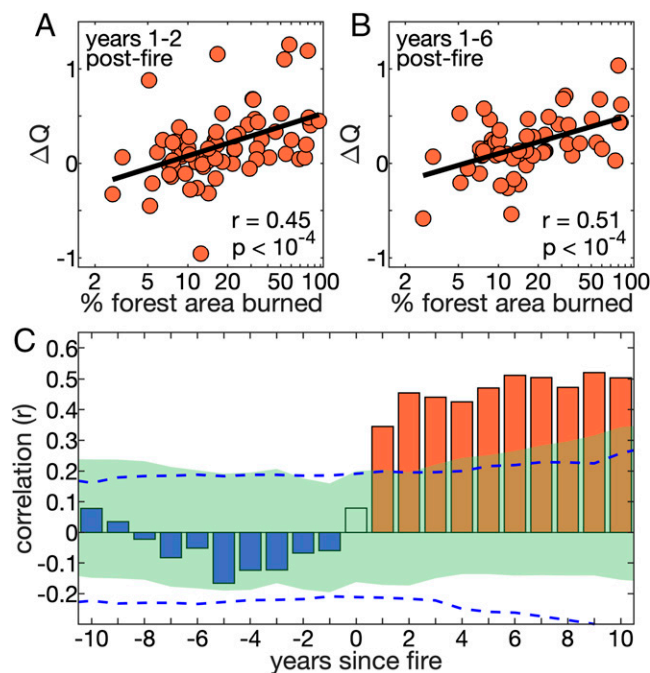 A
years 1-2
post-fire
1
0
-1
ΔQ
r = 0.45
p < 10-4
2 5 10 20 40 100
% forest area burned
B
years 1-6
post-fire
1
0
-1
ΔQ
r = 0.51
p < 10-4
2 5 10 20 40 100
% forest area burned
C
0.6
0.5
0.4
0.3
0.2
0.1
0
-0.1
-0.2
correlation (r)
-10 -8 -6 -4 -2 0 2 4 6 8 10
years since fire